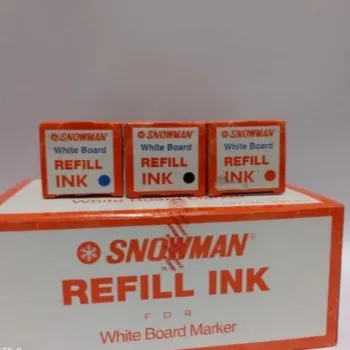 SNOWMAN
White Board
REFILL
INK
SNOWMAN
White Board
REFILL
INK
SNOWMAN
White Board
REFILL
INK
SNOWMAN
REFILL INK
FOR
White Board Marker